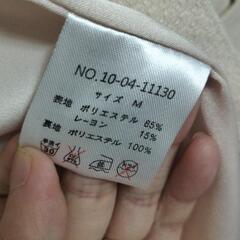 NO.10-04-11130
サイズ M
表地 ポリエステル 85%
レーヨン 15%
裏地 ポリエステル 100%